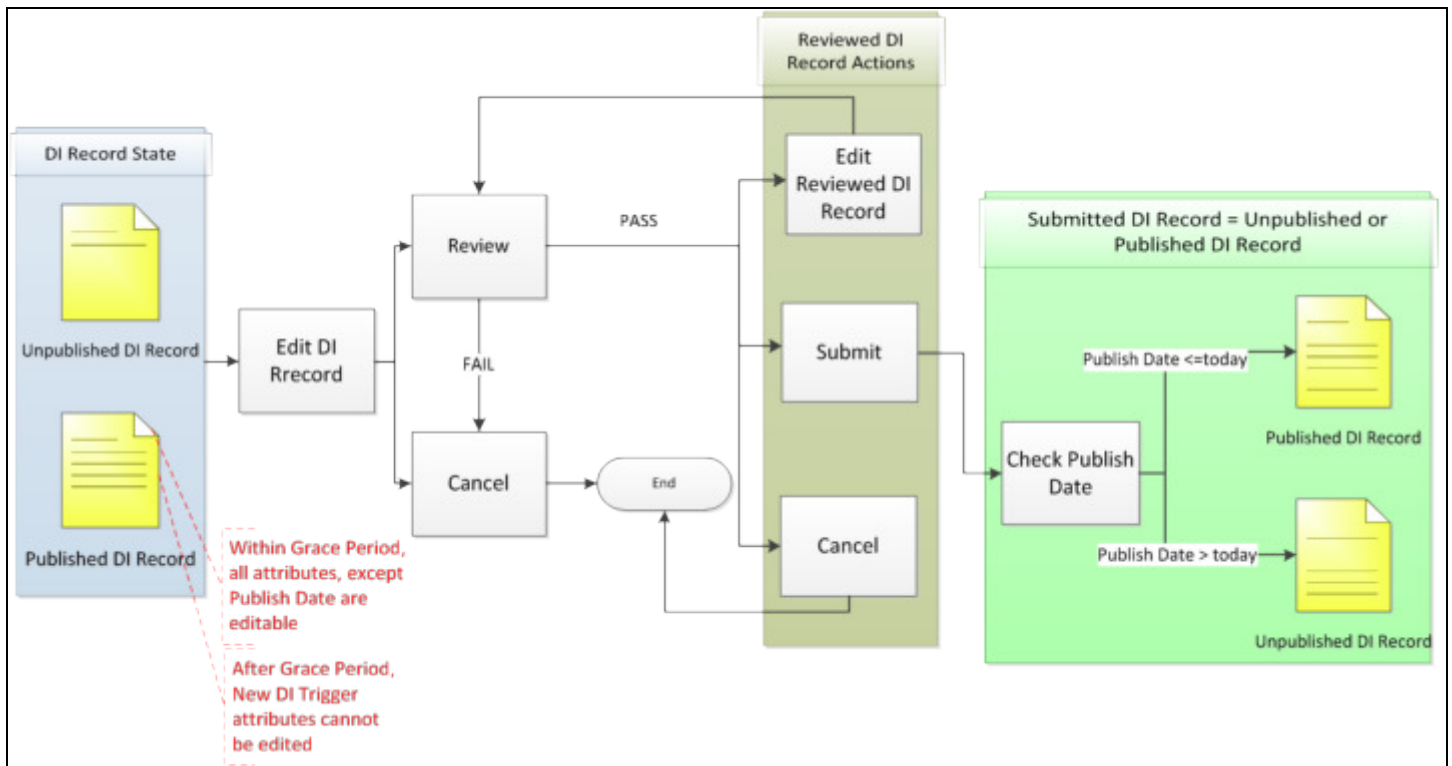 DI Record State
Unpublished DI Record
Published DI Record
Within Grace Period,
all attributes, except
Publish Date are
editable
After Grace Period,
New DI Trigger
attributes cannot
be edited
Edit DI
Rrecord
Review
PASS
FAIL
Cancel
End
Reviewed DI
Record Actions
Edit
Reviewed DI
Record
Submit
Cancel
Submitted DI Record = Unpublished or
Published DI Record
Check Publish
Date
Publish Date <=today
Published DI Record
Publish Date > today
Unpublished DI Record